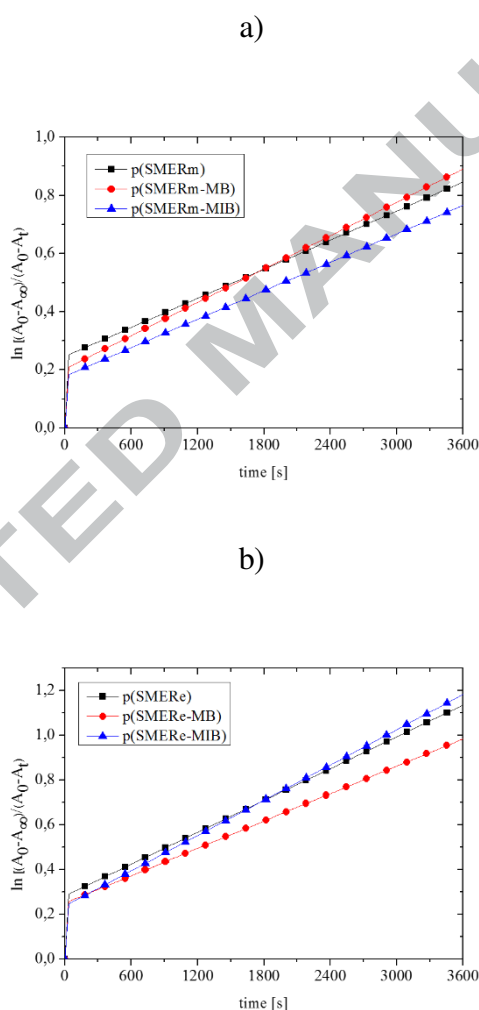 a)
1,0
0,8
0,6
0,4
0,2
0,0
p(SMERm)
p(SMERm-MB)
p(SMERm-MIB)
ln [(A0-A∞)/(A0-At)
0 600 1200 1800 2400 3000 3600
time [s]
TED MANU
b)
1,2
1,0
0,8
0,6
0,4
0,2
0,0
p(SMERe)
p(SMERe-MB)
p(SMERe-MIB)
ln [(A0-A∞)/(A0-At)
0 600 1200 1800 2400 3000 3600
time [s]